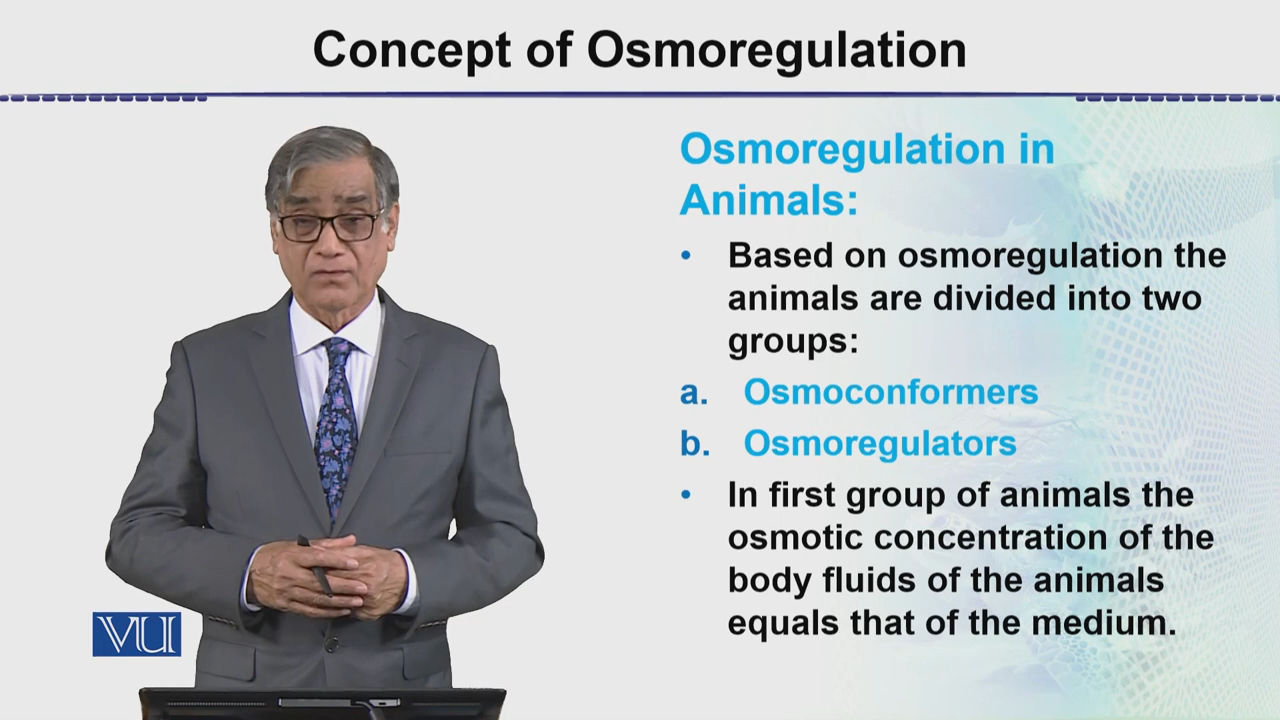 Concept of Osmoregulation
Osmoregulation in
Animals:
• Based on osmoregulation the
animals are divided into two
groups:
a. Osmoconformers
b. Osmoregulators
• In first group of animals the
osmotic concentration of the
body fluids of the animals
equals that of the medium.
VU